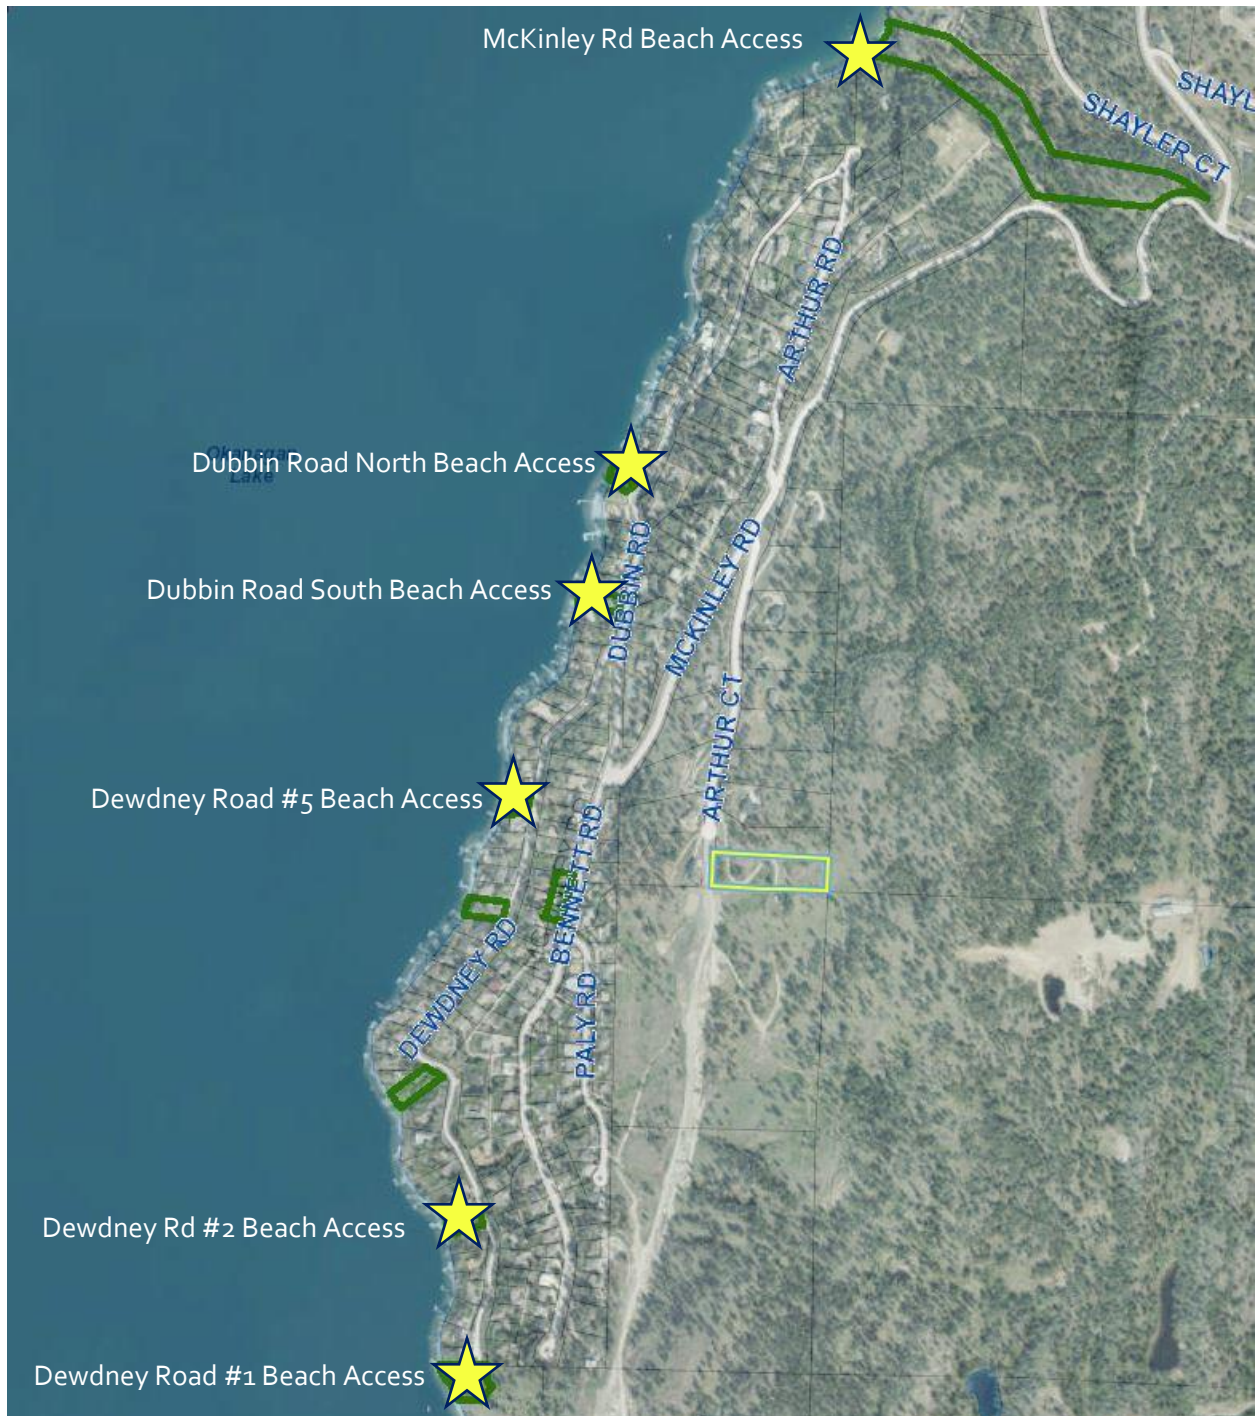 McKinley Rd Beach Access
SHAYL
SHAYLER CT
ARTHUR RD
Okanagan
Lake
Dubbin Road North Beach Access
DUBBIN RD
MCKINLEY RD
Dubbin Road South Beach Access
ARTHUR CT
Dewdney Road #5 Beach Access
BENNETT RD
DEWDNEY RD
PALY RD
Dewdney Rd #2 Beach Access
Dewdney Road #1 Beach Access